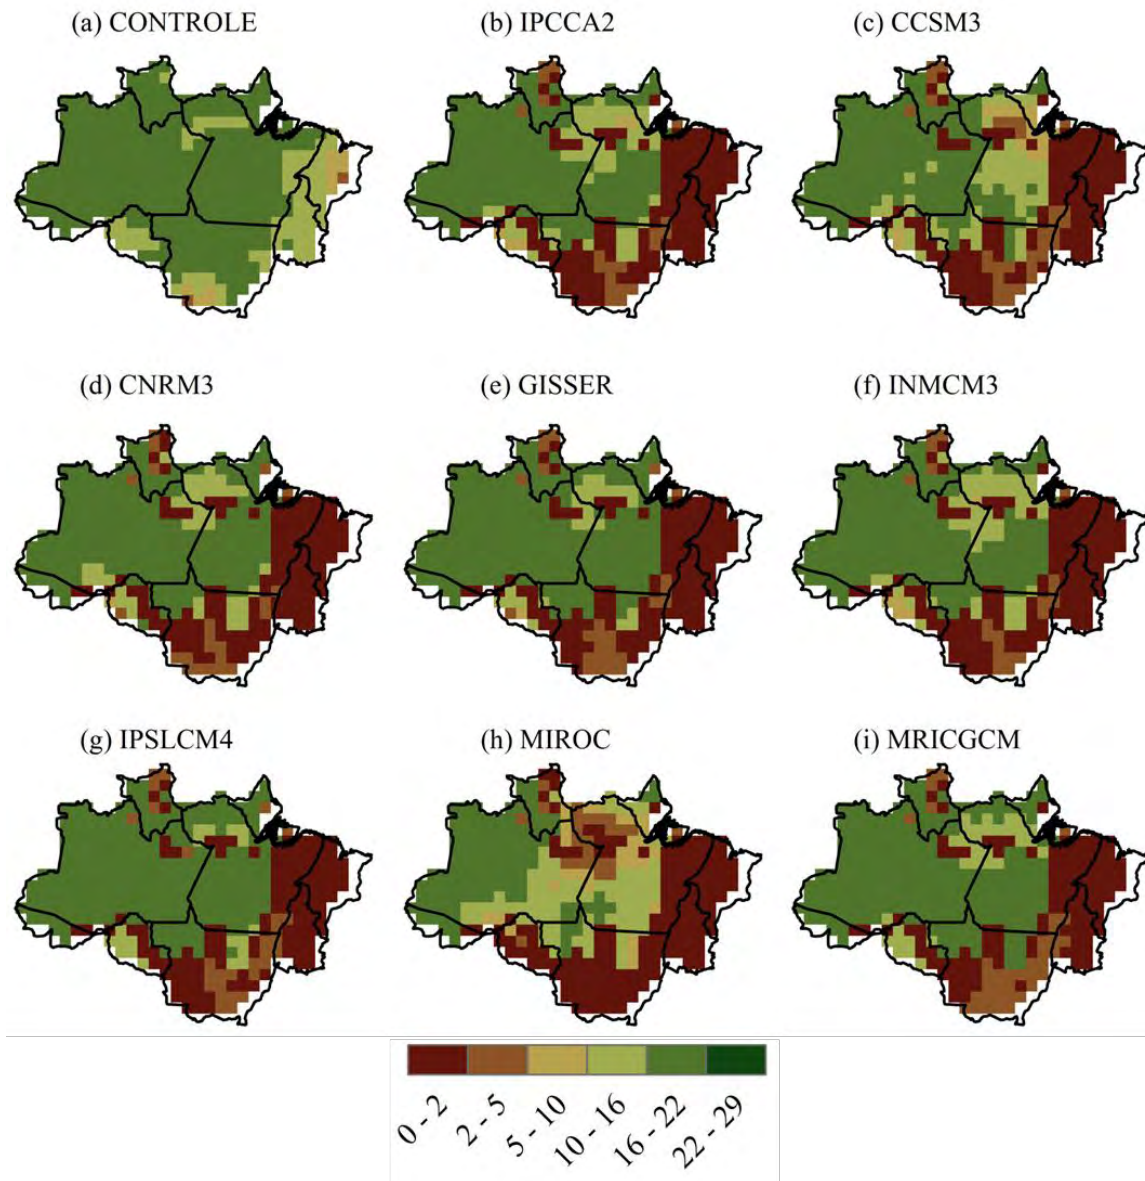 (a) CONTROLE
(b) IPCCA2
(c) CCSM3
(d) CNRM3
(e) GISSER
(f) INMCM3
(g) IPSLCM4
(h) MIROC
(i) MRICGCM
0 - 2
2 - 5
5 - 10
10 - 16
16 - 22
22 - 29